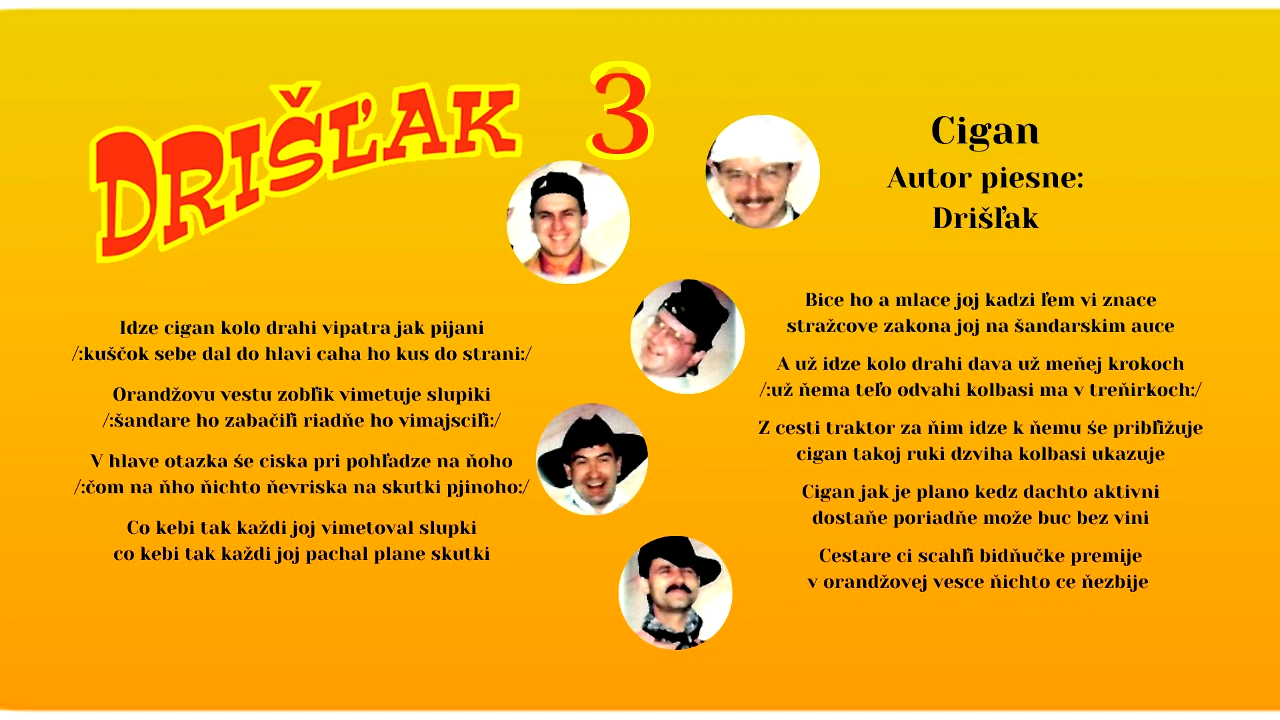 DRIŠĽAK
3
Cigan
Autor piesne:
Drišľak
Idze cigan kolo drahi vipatra jak pijani
/:kuščok sebe dal do hlavi caha ho kus do strani:/
Orandžovu vestu zobľik vimetuje slupiki
/:šandare ho zabačiľi riadňe ho vimajsciľi:/
V hlave otazka śe ciska pri pohľadze na ňoho
/:čom na ňho ňichto ňevriska na skutki pjinoho:/
Co kebi tak každi joj vimetoval slupki
co kebi tak každi joj pachal plane skutki
Bice ho a mlace joj kadzi ľem vi znace
stražcove zakona joj na šandarskim auce
A už idze kolo drahi dava už meňej krokoch
/:už ňema teľo odvahi kolbasi ma v treňirkoch:/
Z cesti traktor za ňim idze k ňemu śe pribľižuje
cigan takoj ruki dzviha kolbasi ukazuje
Cigan jak je plano kedz dachto aktivni
dostaňe poriadňe može buc bez vini
Cestare ci scahľi bidňučke premije
v orandžovej vesce ňichto ce ňezbije